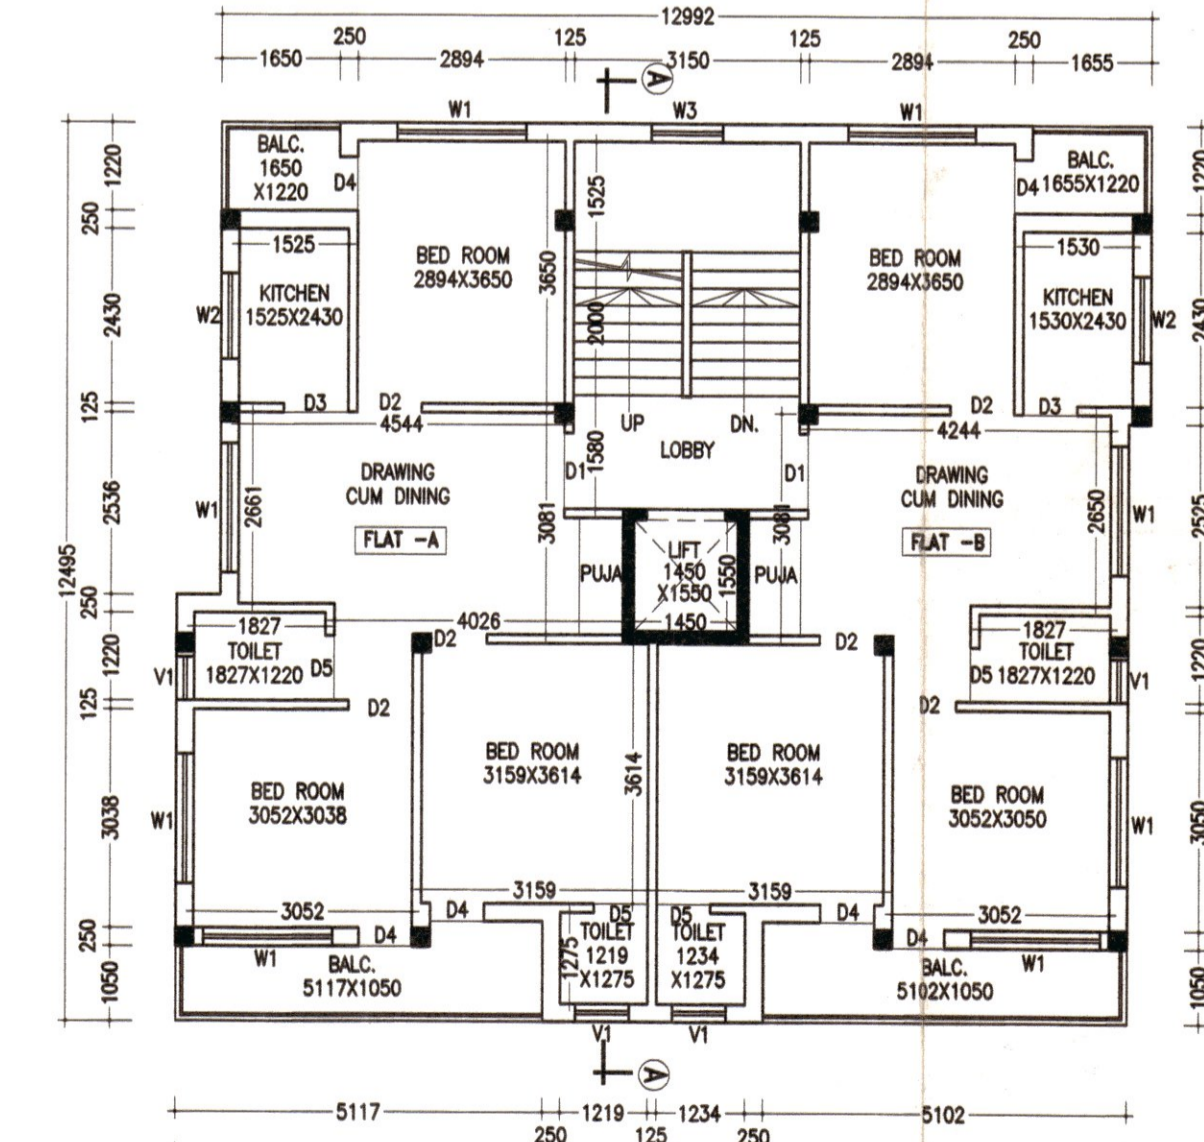 12992
250
125
125
250
1650
2894
3150
2894
1655
A
W1
W3
W1
BALC.
1650
X1220
D4
1525
D4
BALC.
1655X1220
1220
250
2430
125
2536
250
1220
125
3038
250
1050
12495
1220
2430
2525
1220
3050
1050
1525
KITCHEN
1525X2430
W2
BED ROOM
2894X3650
3650
2000
BED ROOM
2894X3650
1530
KITCHEN
1530X2430
W2
D3
D2
4544
UP
DN.
LOBBY
1580
D1
D1
D2
D3
4244
DRAWING
CUM DINING
FLAT -A
W1
2661
3081
PUJA
LIFT
1450
X1550
1550
1450
PUJA
3081
DRAWING
CUM DINING
FLAT -B
2650
W1
1827
TOILET
1827X1220
D5
V1
4026
D2
D2
D2
D2
1827
TOILET
1827X1220
D5
V1
BED ROOM
3052X3038
W1
BED ROOM
3159X3614
3614
BED ROOM
3159X3614
BED ROOM
3052X3050
W1
3159
3159
3052
3052
D4
D5
D5
D4
W1
D4
D4
W1
TOILET
1219
X1275
1275
TOILET
1234
X1275
BALC.
5117X1050
BALC.
5102X1050
V1
V1
A
5117
1219
1234
5102
250
125
250